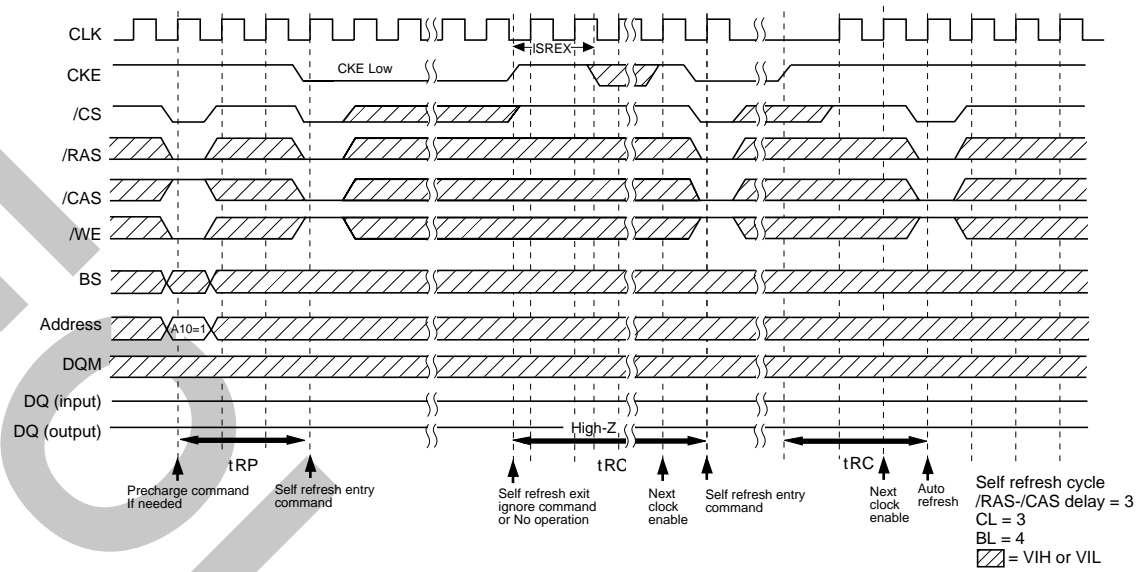 CLK
lSREX
CKE
CKE Low
/CS
/RAS
/CAS
/WE
BS
Address
A10=1
DQM
DQ (input)
DQ (output)
High-Z
tRP
tRC
tRC
Precharge command
If needed
Self refresh entry
command
Self refresh exit
ignore command
or No operation
Next
clock
enable
Self refresh entry
command
Next
clock
enable
Auto
refresh
Self refresh cycle
/RAS-/CAS delay = 3
CL = 3
BL = 4
= VIH or VIL